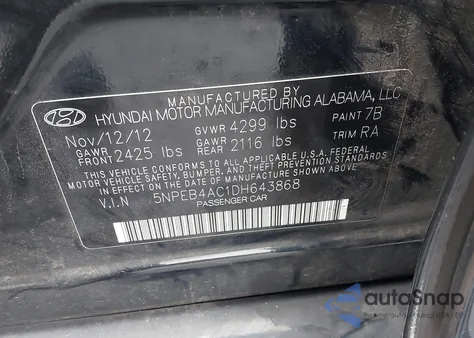 MANUFACTURED BY
HYUNDAI MOTOR MANUFACTURING ALABAMA, LLC
Nov/12/12 GVWR 4299 lbs PAINT 7B
FRONT 2425 lbs GAWR REAR 2116 lbs TRIM RA
THIS VEHICLE CONFORMS TO ALL APPLICABLE U.S. FEDERAL
MOTOR VEHICLE SAFETY, BUMPER, AND THEFT PREVENTION
STANDARDS IN EFFECT ON THE DATE OF MANUFACTURE SHOWN ABOVE.
V.I.N 5NPEB4AC1DH643868
PASSENGER CAR
autoSnap